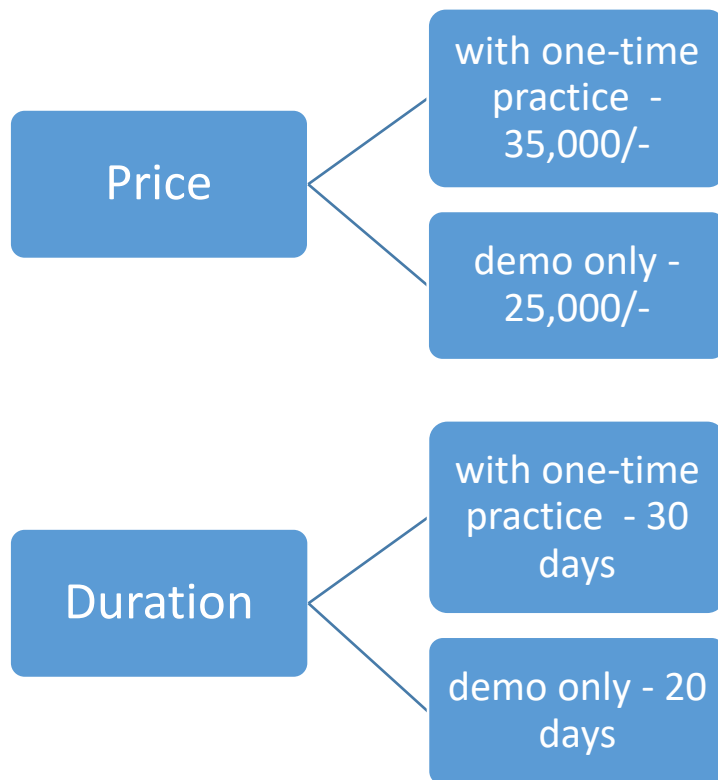 Price
with one-time
practice  -
35,000/-
demo only -
25,000/-
Duration
with one-time
practice  - 30
days
demo only - 20
days